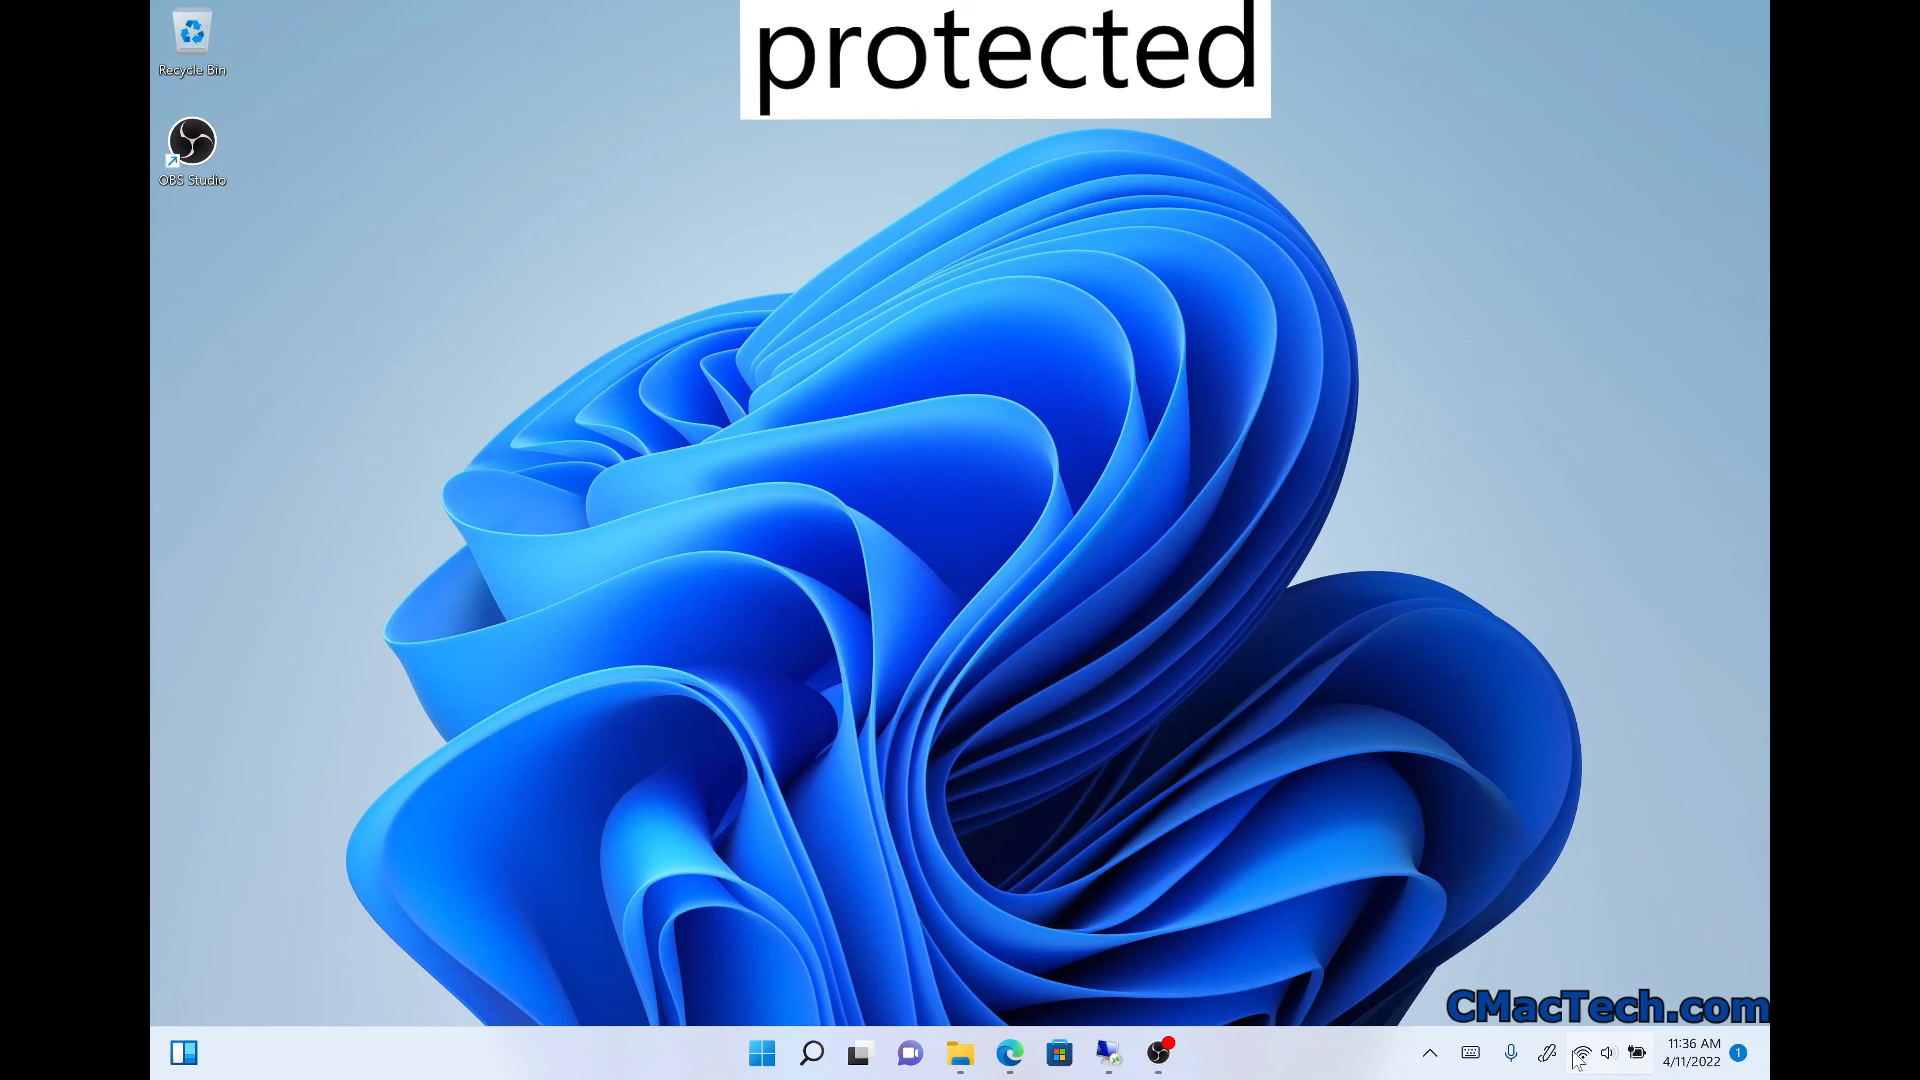 protected
Recycle Bin
OBS Studio
CMacTech.com
11:36 AM
4/11/2022
1